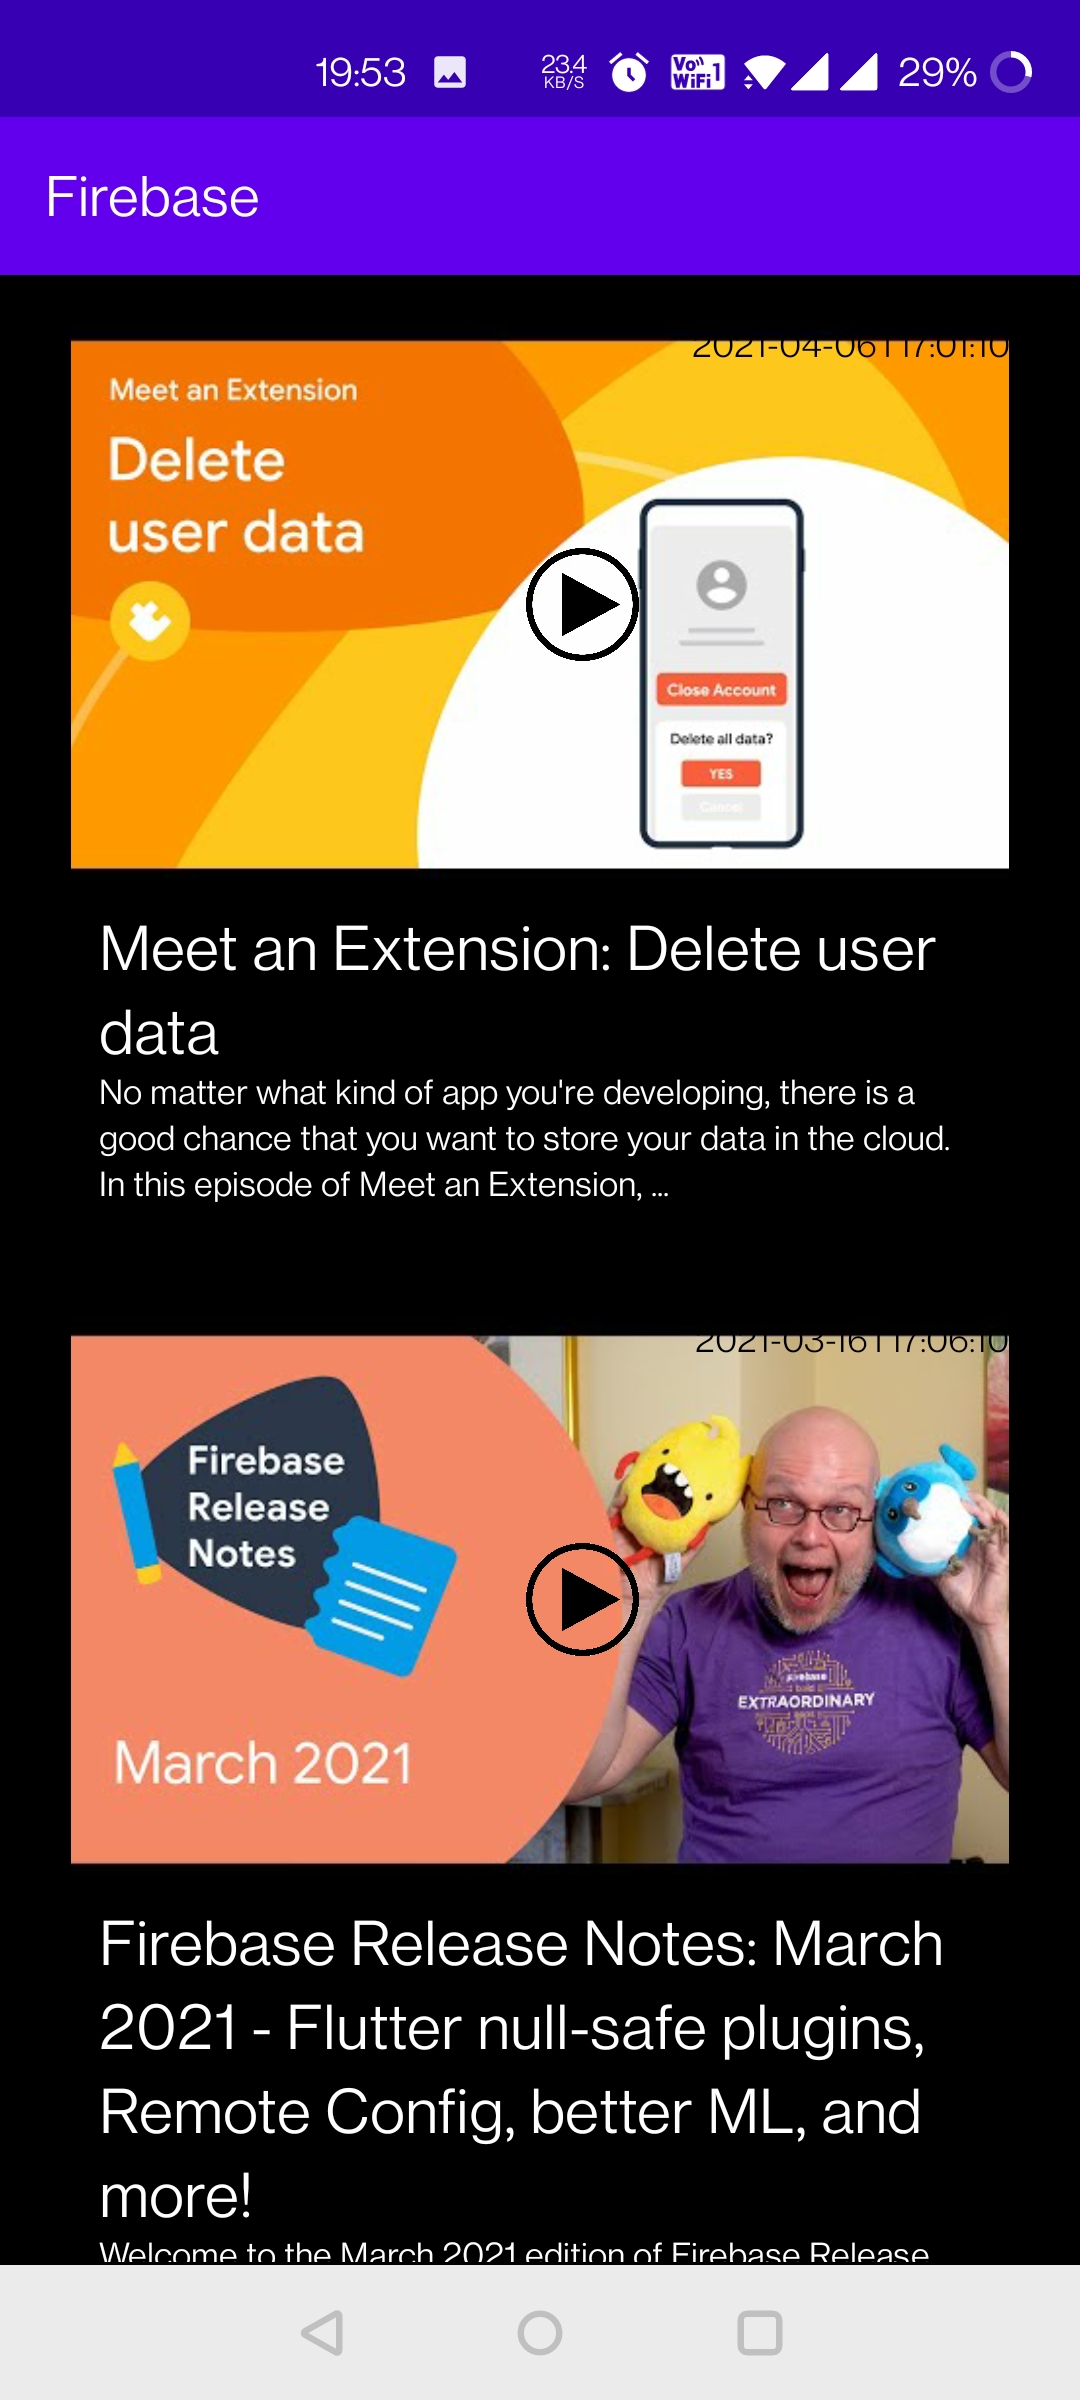 19:53
23.4
KB/S
Vo))
WiFi 1
29%
Firebase
2021-04-06T17:01:10
Meet an Extension
Delete
user data
Close Account
Delete all data?
YES
Cancel
Meet an Extension: Delete user
data
No matter what kind of app you're developing, there is a
good chance that you want to store your data in the cloud.
In this episode of Meet an Extension, ...
2021-03-16T17:06:10
Firebase
Release
Notes
March 2021
Firebase
EXTRAORDINARY
Firebase Release Notes: March
2021 - Flutter null-safe plugins,
Remote Config, better ML, and
more!
Welcome to the March 2021 edition of Firebase Release